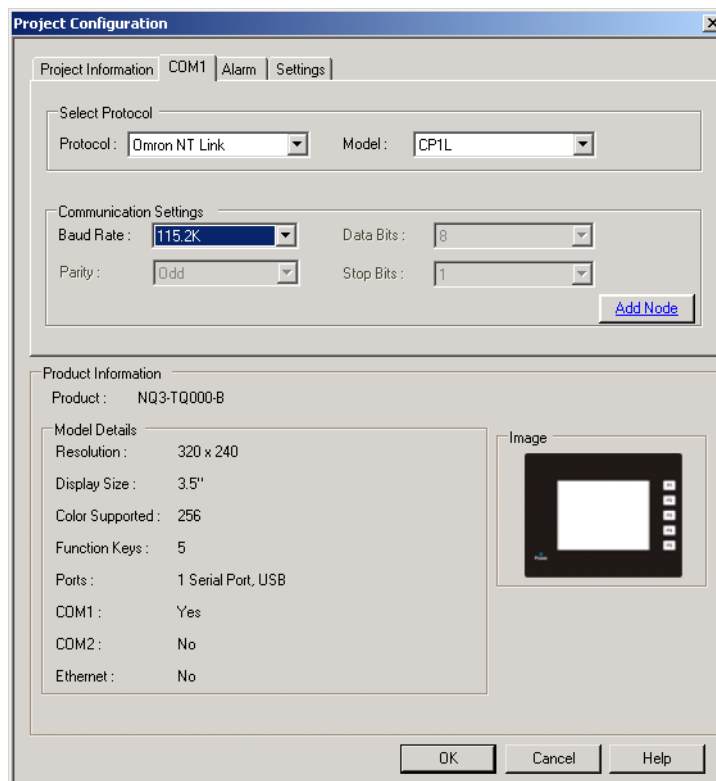 Project Configuration
Project Information COM1 Alarm Settings
Select Protocol
Protocol : Omron NT Link Model : CP1L
Communication Settings
Baud Rate : 115.2K Data Bits : 8
Parity : Odd Stop Bits : 1
Add Node
Product Information
Product : NQ3-TQ000-B
Model Details
Image
Resolution : 320 x 240
Display Size : 3.5"
Color Supported : 256
Function Keys : 5
Ports : 1 Serial Port, USB
COM1 : Yes
COM2 : No
Ethernet : No
OK Cancel Help